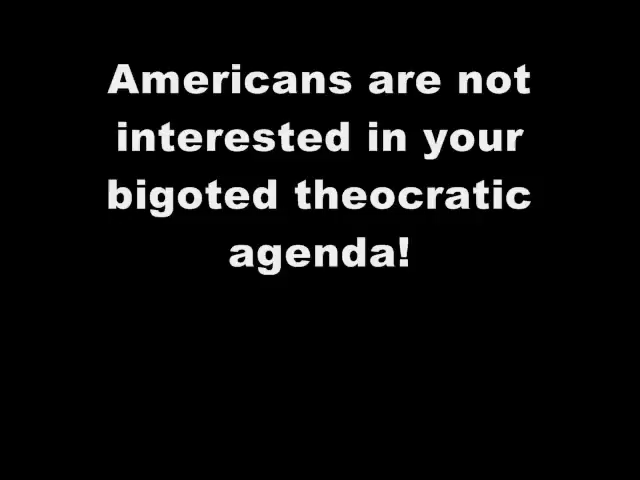 Americans are not
interested in your
bigoted theocratic
agenda!